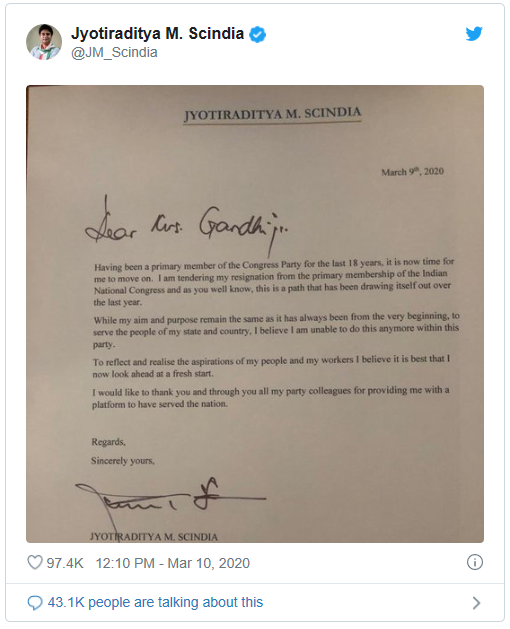 Jyotiraditya M. Scindia
@JM_Scindia
JYOTIRADITYA M. SCINDIA
March 9th, 2020
Dear Mrs. Gandhi ji.
Having been a primary member of the Congress Party for the last 18 years, it is now time for
me to move on. I am tendering my resignation from the primary membership of the Indian
National Congress and as you well know, this is a path that has been drawing itself out over
the last year.
While my aim and purpose remain the same as it has always been from the very beginning, to
serve the people of my state and country, I believe I am unable to do this anymore within this
party.
To reflect and realise the aspirations of my people and my workers I believe it is best that I
now look ahead at a fresh start.
I would like to thank you and through you all my party colleagues for providing me with a
platform to have served the nation.
Regards,
Sincerely yours,
JYOTIRADITYA M. SCINDIA
97.4K 12:10 PM - Mar 10, 2020
43.1K people are talking about this